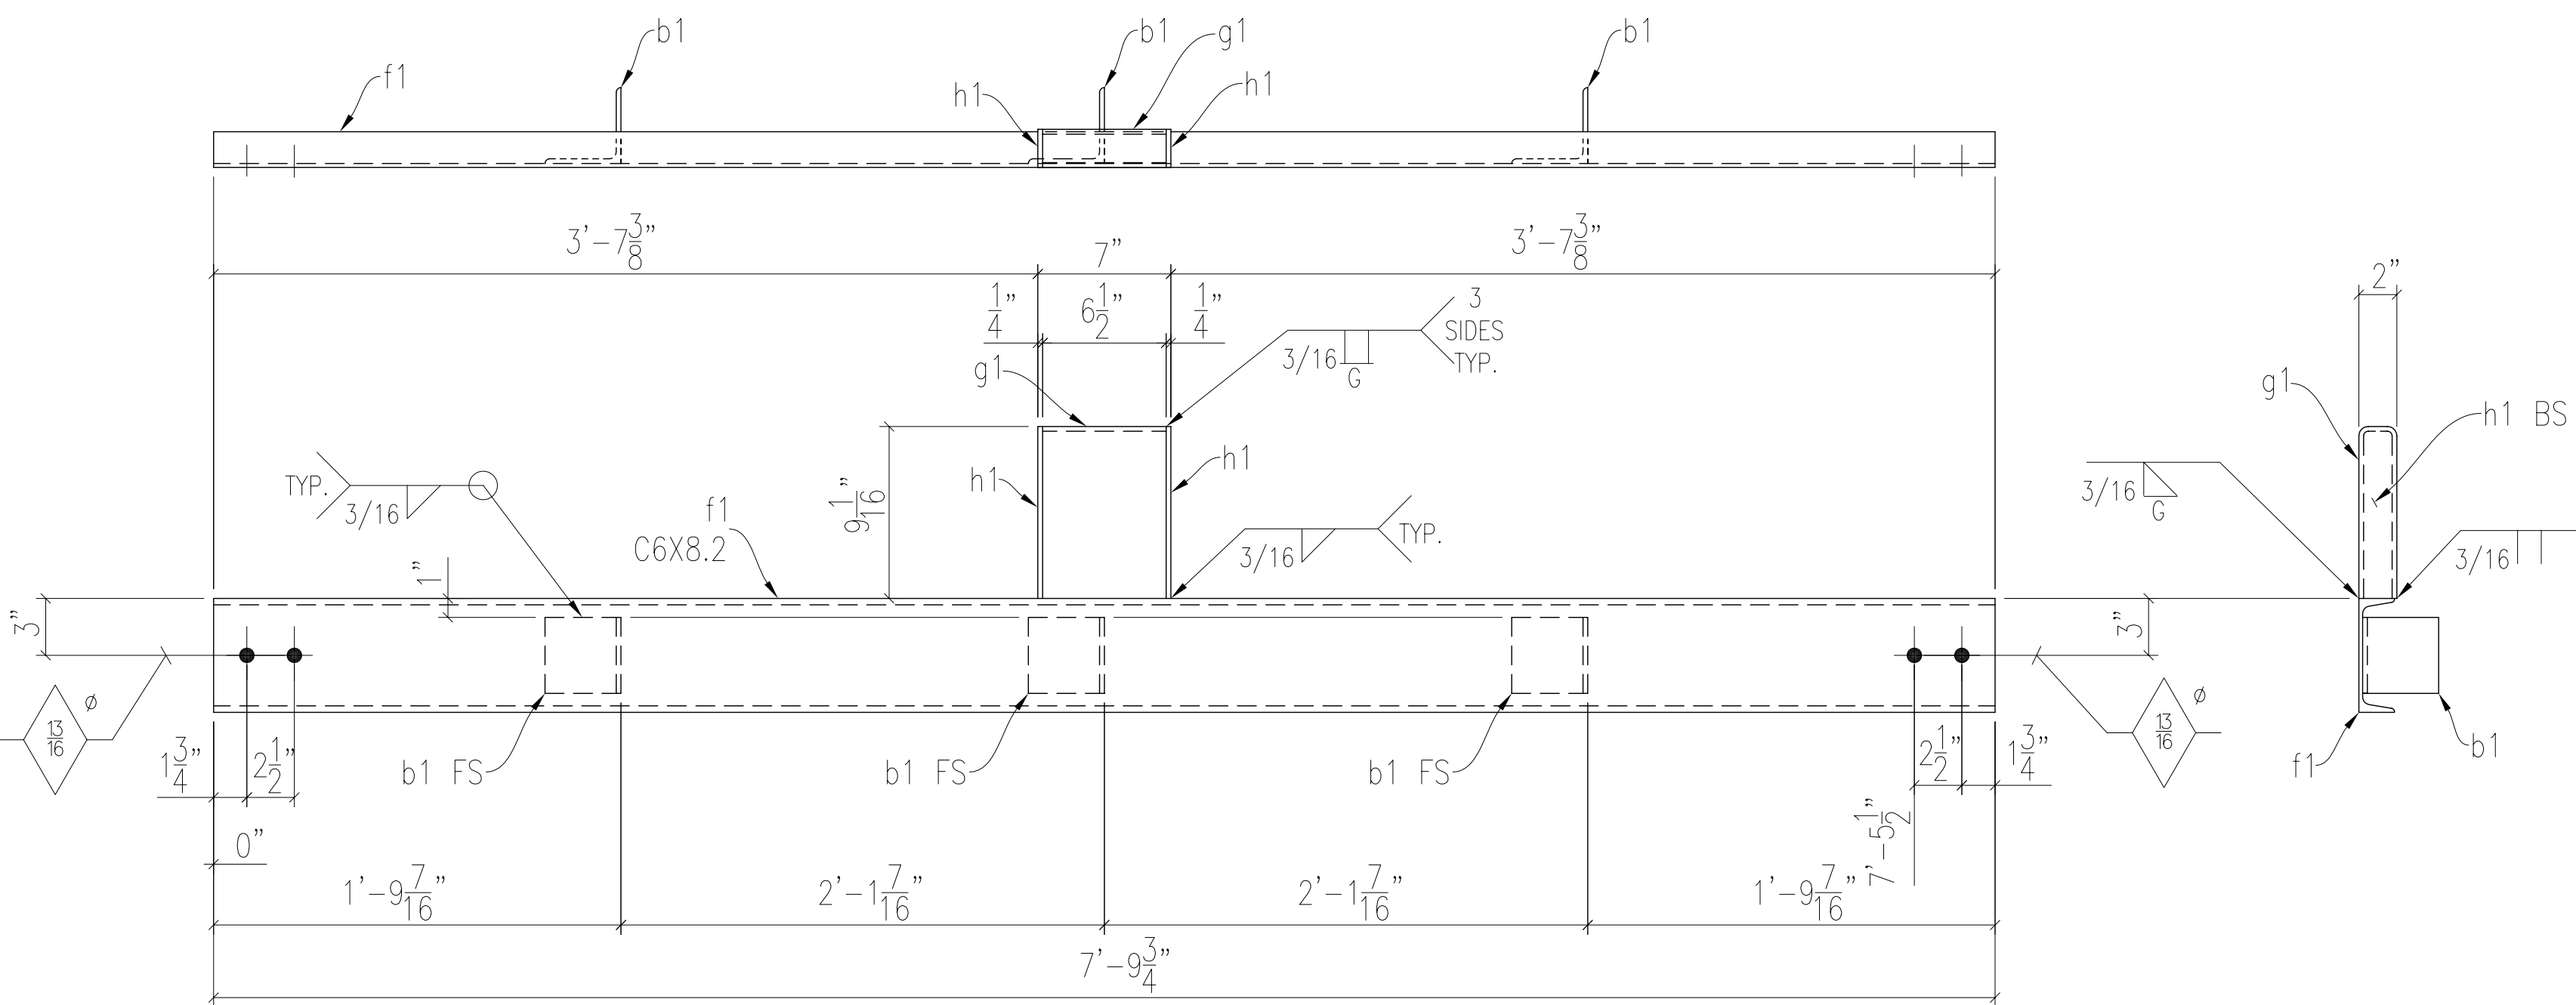 b1
b1
g1
b1
f1
h1
h1
3'-7 3/8"
7"
3'-7 3/8"
1/4"
6 1/2"
1/4"
3
SIDES
TYP.
3/16
G
2"
g1
g1
h1 BS
h1
h1
TYP.
3/16
9 1/16"
f1
C6X8.2
3/16
TYP.
3/16
G
3/16
1"
3"
3"
13/16
ø
13/16
ø
1 3/4"
2 1/2"
b1 FS
b1 FS
b1 FS
2 1/2"
1 3/4"
f1
b1
0"
7'-5 1/2"
1'-9 7/16"
2'-1 7/16"
2'-1 7/16"
1'-9 7/16"
7'-9 3/4"